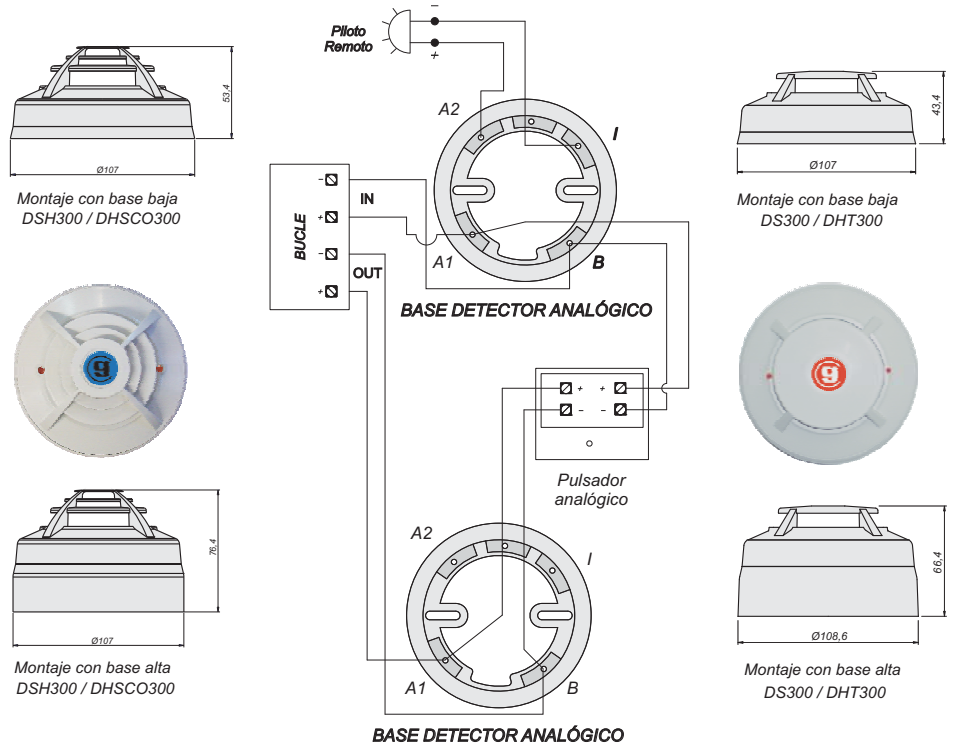 Piloto
Remoto
−
+
A2
I
53,4
Ø107
Montaje con base baja
DSH300 / DHSCO300
43,4
Ø107
Montaje con base baja
DS300 / DHT300
BUCLE
−
IN
+
−
OUT
+
A1
B
BASE DETECTOR ANALÓGICO
g
g
+ +
− −
Pulsador
analógico
76,4
Ø107
Montaje con base alta
DSH300 / DHSCO300
A2
I
A1
B
BASE DETECTOR ANALÓGICO
66,4
Ø108,6
Montaje con base alta
DS300 / DHT300